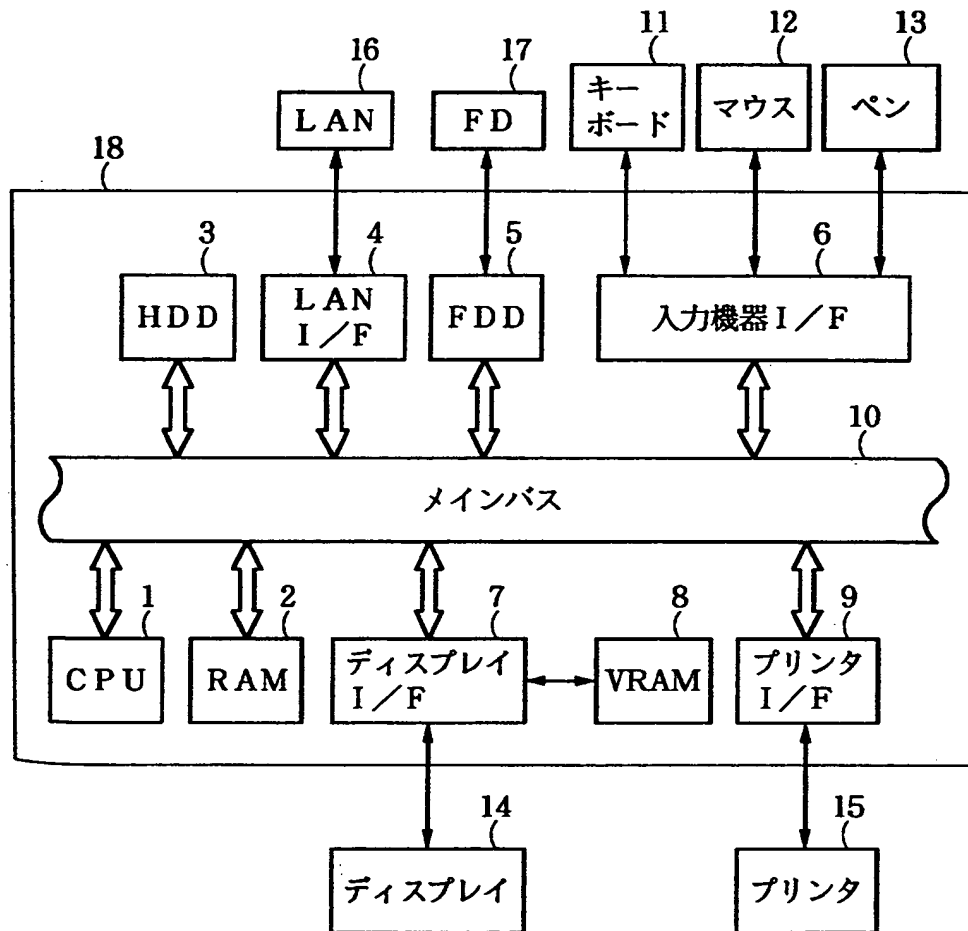 11
12
13
16
17
キー
ボード
マウス
ペン
LAN
FD
18
3
4
5
6
HDD
LAN
I/F
FDD
入力機器I/F
10
メインバス
1
2
7
8
9
CPU
RAM
ディスプレイ
I/F
VRAM
プリンタ
I/F
14
15
ディスプレイ
プリンタ